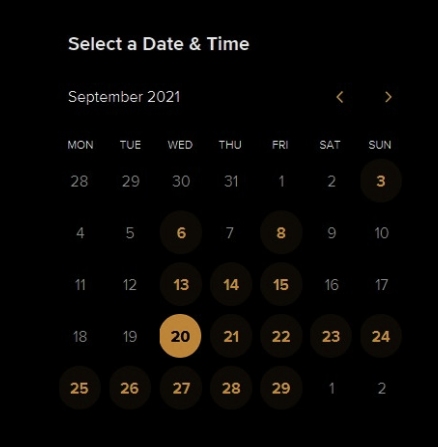 Select a Date & Time
September 2021
MON TUE WED THU FRI SAT SUN
28 29 30 31 1 2 3
4 5 6 7 8 9 10
11 12 13 14 15 16 17
18 19 20 21 22 23 24
25 26 27 28 29 1 2